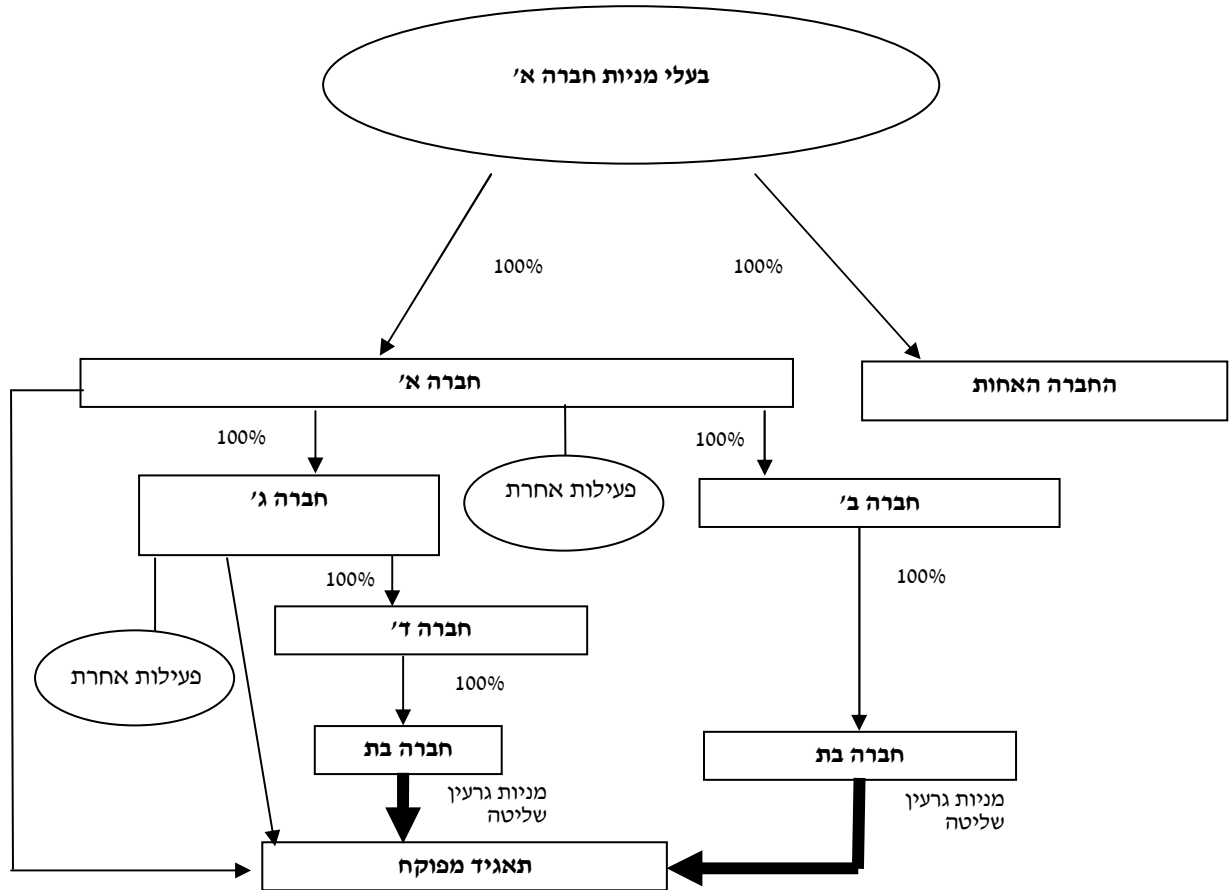 בעלי מניות חברה א'
100%
100%
חברה א'
החברה האחות
100%
100%
חברה ג'
פעילות אחרת
חברה ב'
100%
100%
חברה ד'
פעילות אחרת
100%
חברה בת
חברה בת
מניות גרעין
שליטה
מניות גרעין
שליטה
תאגיד מפוקח